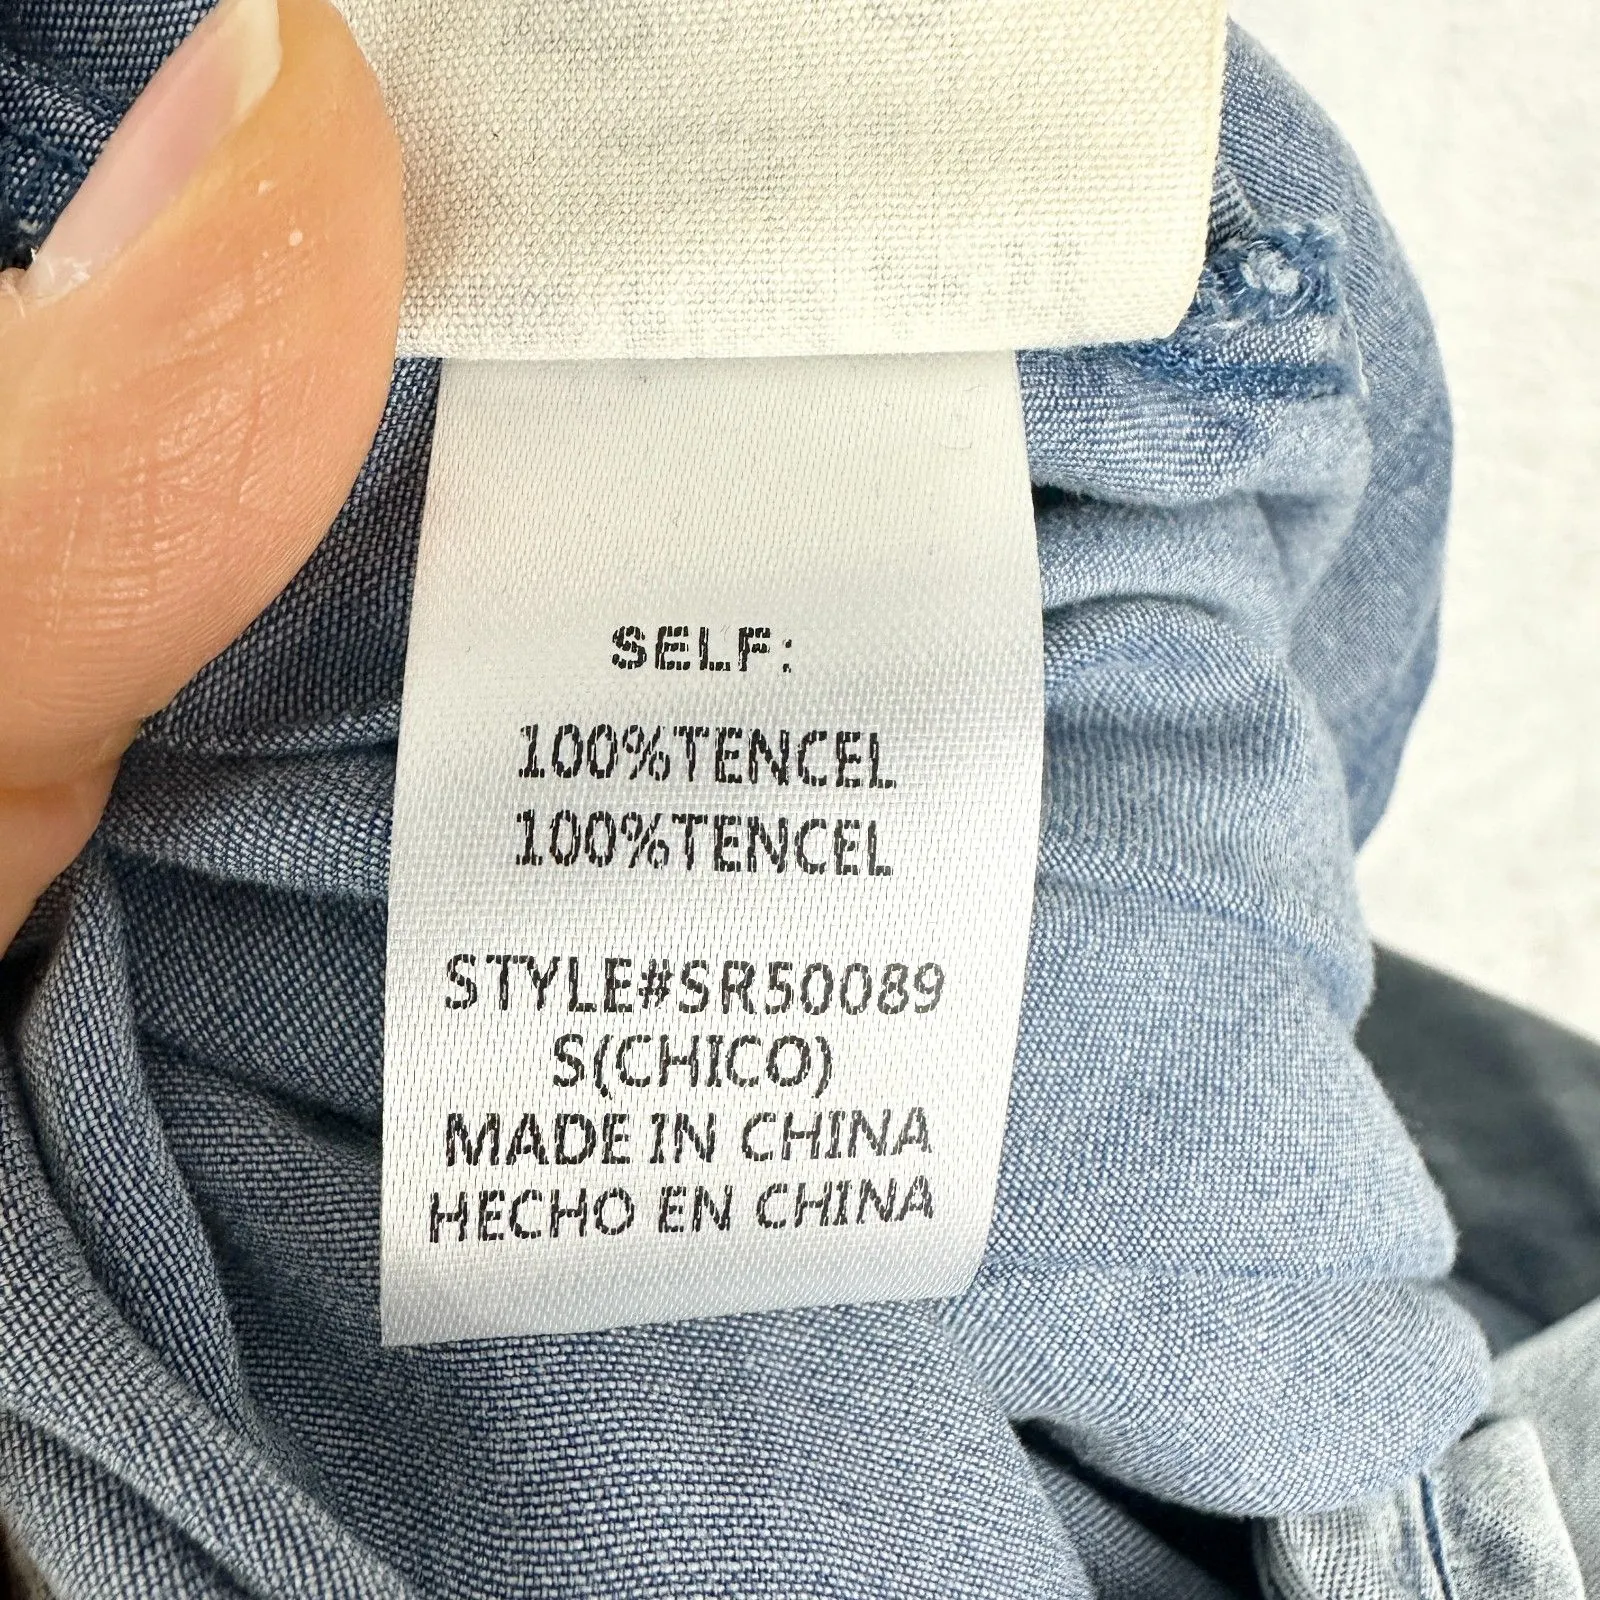 SELF:
100%TENCEL
100%TENCEL
STYLE#SR50089
S(CHICO)
MADE IN CHINA
HECHO EN CHINA